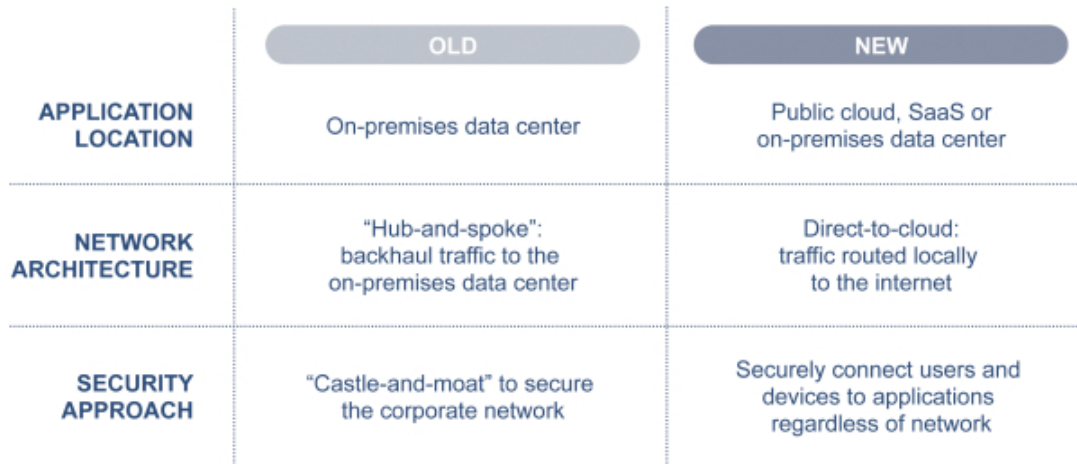 OLD
NEW
APPLICATION
LOCATION
On-premises data center
Public cloud, SaaS or
on-premises data center
NETWORK
ARCHITECTURE
“Hub-and-spoke”:
backhaul traffic to the
on-premises data center
Direct-to-cloud:
traffic routed locally
to the internet
SECURITY
APPROACH
“Castle-and-moat” to secure
the corporate network
Securely connect users and
devices to applications
regardless of network